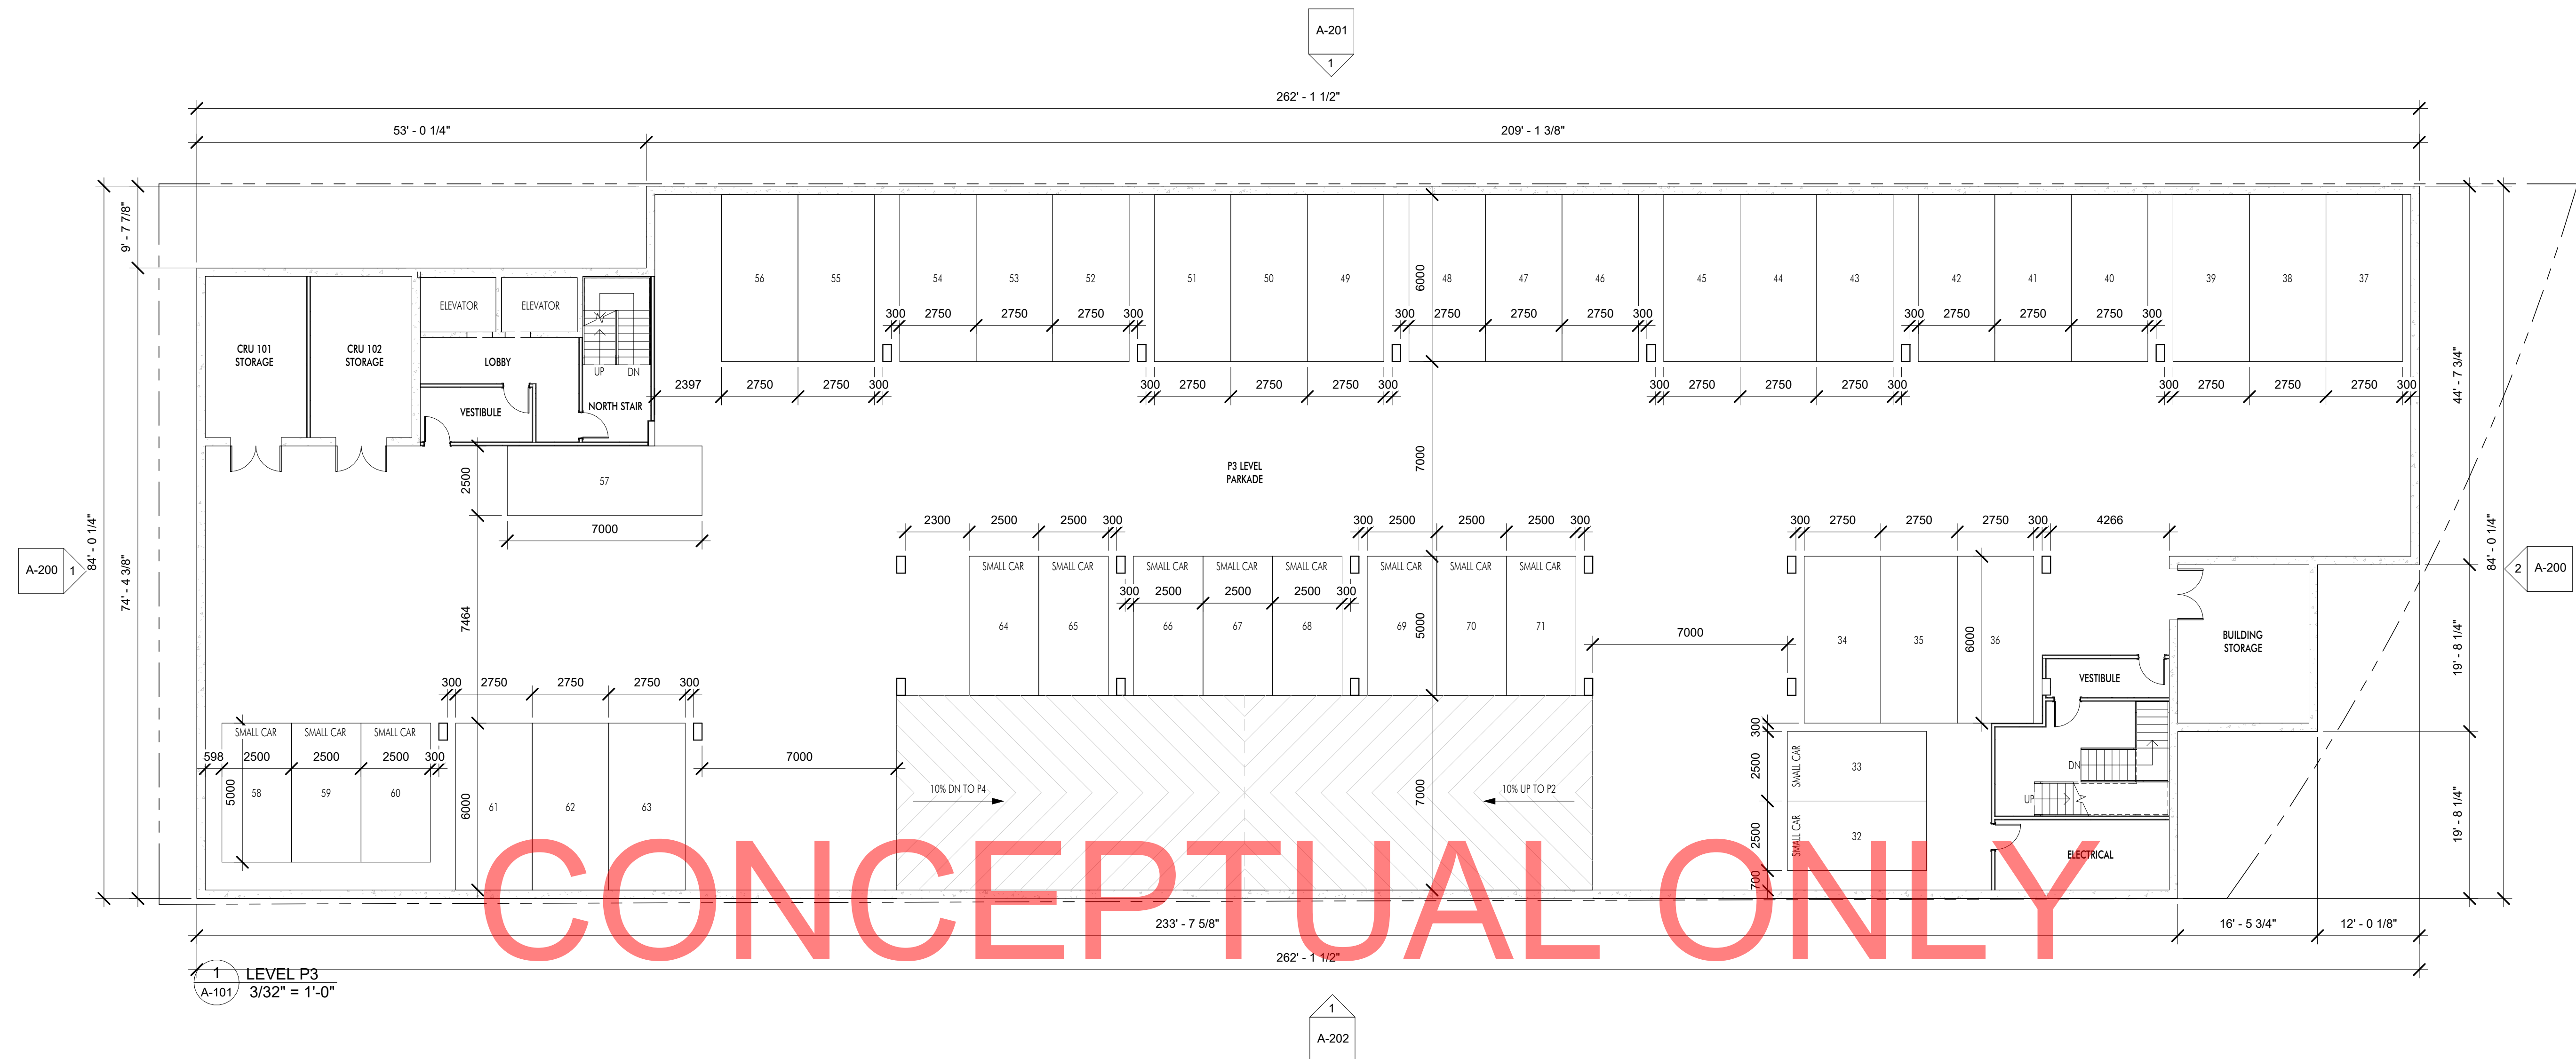 A-201
1
262' - 1 1/2"
53' - 0 1/4"
209' - 1 3/8"
9' - 7 7/8"
84' - 0 1/4"
74' - 4 3/8"
A-200
1
56
55
54
53
52
51
50
49
48
47
46
45
44
43
42
41
40
39
38
37
6000
ELEVATOR
ELEVATOR
300
2750
2750
2750
300
300
2750
2750
2750
300
300
2750
2750
2750
300
CRU 101
STORAGE
CRU 102
STORAGE
LOBBY
UP
DN
VESTIBULE
NORTH STAIR
2397
2750
2750
300
300
2750
2750
2750
300
300
2750
2750
2750
300
300
2750
2750
2750
300
44' - 7 3/4"
84' - 0 1/4"
2
A-200
19' - 8 1/4"
19' - 8 1/4"
2500
57
7000
7464
P3 LEVEL
PARKADE
7000
2300
2500
2500
300
300
2500
2500
2500
300
300
2750
2750
2750
300
4266
SMALL CAR
SMALL CAR
SMALL CAR
SMALL CAR
SMALL CAR
SMALL CAR
SMALL CAR
SMALL CAR
300
2500
2500
2500
300
64
65
66
67
68
69
5000
70
71
7000
34
35
6000
36
BUILDING
STORAGE
VESTIBULE
300
2750
2750
2750
300
SMALL CAR
SMALL CAR
SMALL CAR
598
2500
2500
2500
300
5000
58
59
60
6000
61
62
63
7000
10% DN TO P4
7000
10% UP TO P2
300
2500
2500
700
SMALL CAR
33
SMALL CAR
32
DN
UP
ELECTRICAL
CONCEPTUAL ONLY
233' - 7 5/8"
16' - 5 3/4"
12' - 0 1/8"
262' - 1 1/2"
1
A-101
LEVEL P3
3/32" = 1'-0"
1
A-202